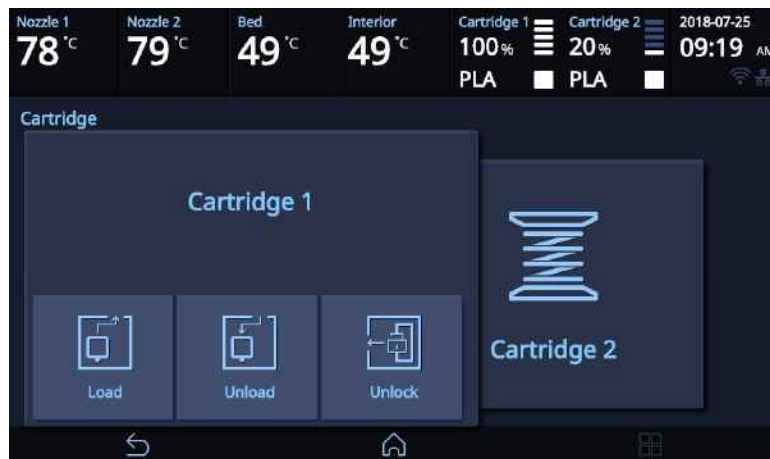 Nozzle 1 Nozzle 2 Bed Interior Cartridge 1 Cartridge 2 2018-07-25
78°C 79°C 49°C 49°C 100% 20% 09:19 AM
PLA PLA
Cartridge
Cartridge 1
Load Unload Unlock
Cartridge 2